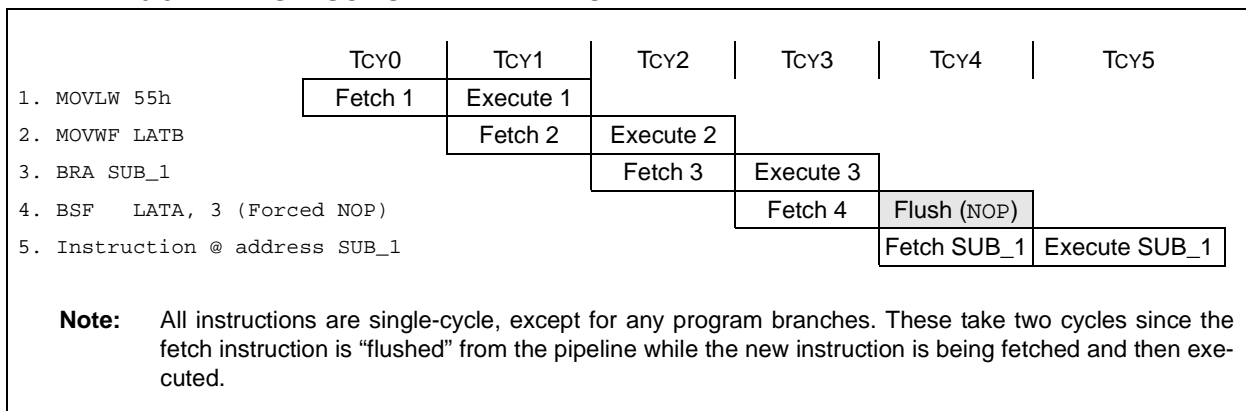 TCY0 TCY1 TCY2 TCY3 TCY4 TCY5
1. MOVLW 55h Fetch 1 Execute 1
2. MOVWF LATB Fetch 2 Execute 2
3. BRA SUB_1 Fetch 3 Execute 3
4. BSF LATA, 3 (Forced NOP) Fetch 4 Flush (NOP)
5. Instruction @ address SUB_1 Fetch SUB_1 Execute SUB_1
Note: All instructions are single-cycle, except for any program branches. These take two cycles since the
fetch instruction is “flushed” from the pipeline while the new instruction is being fetched and then exe-
cuted.